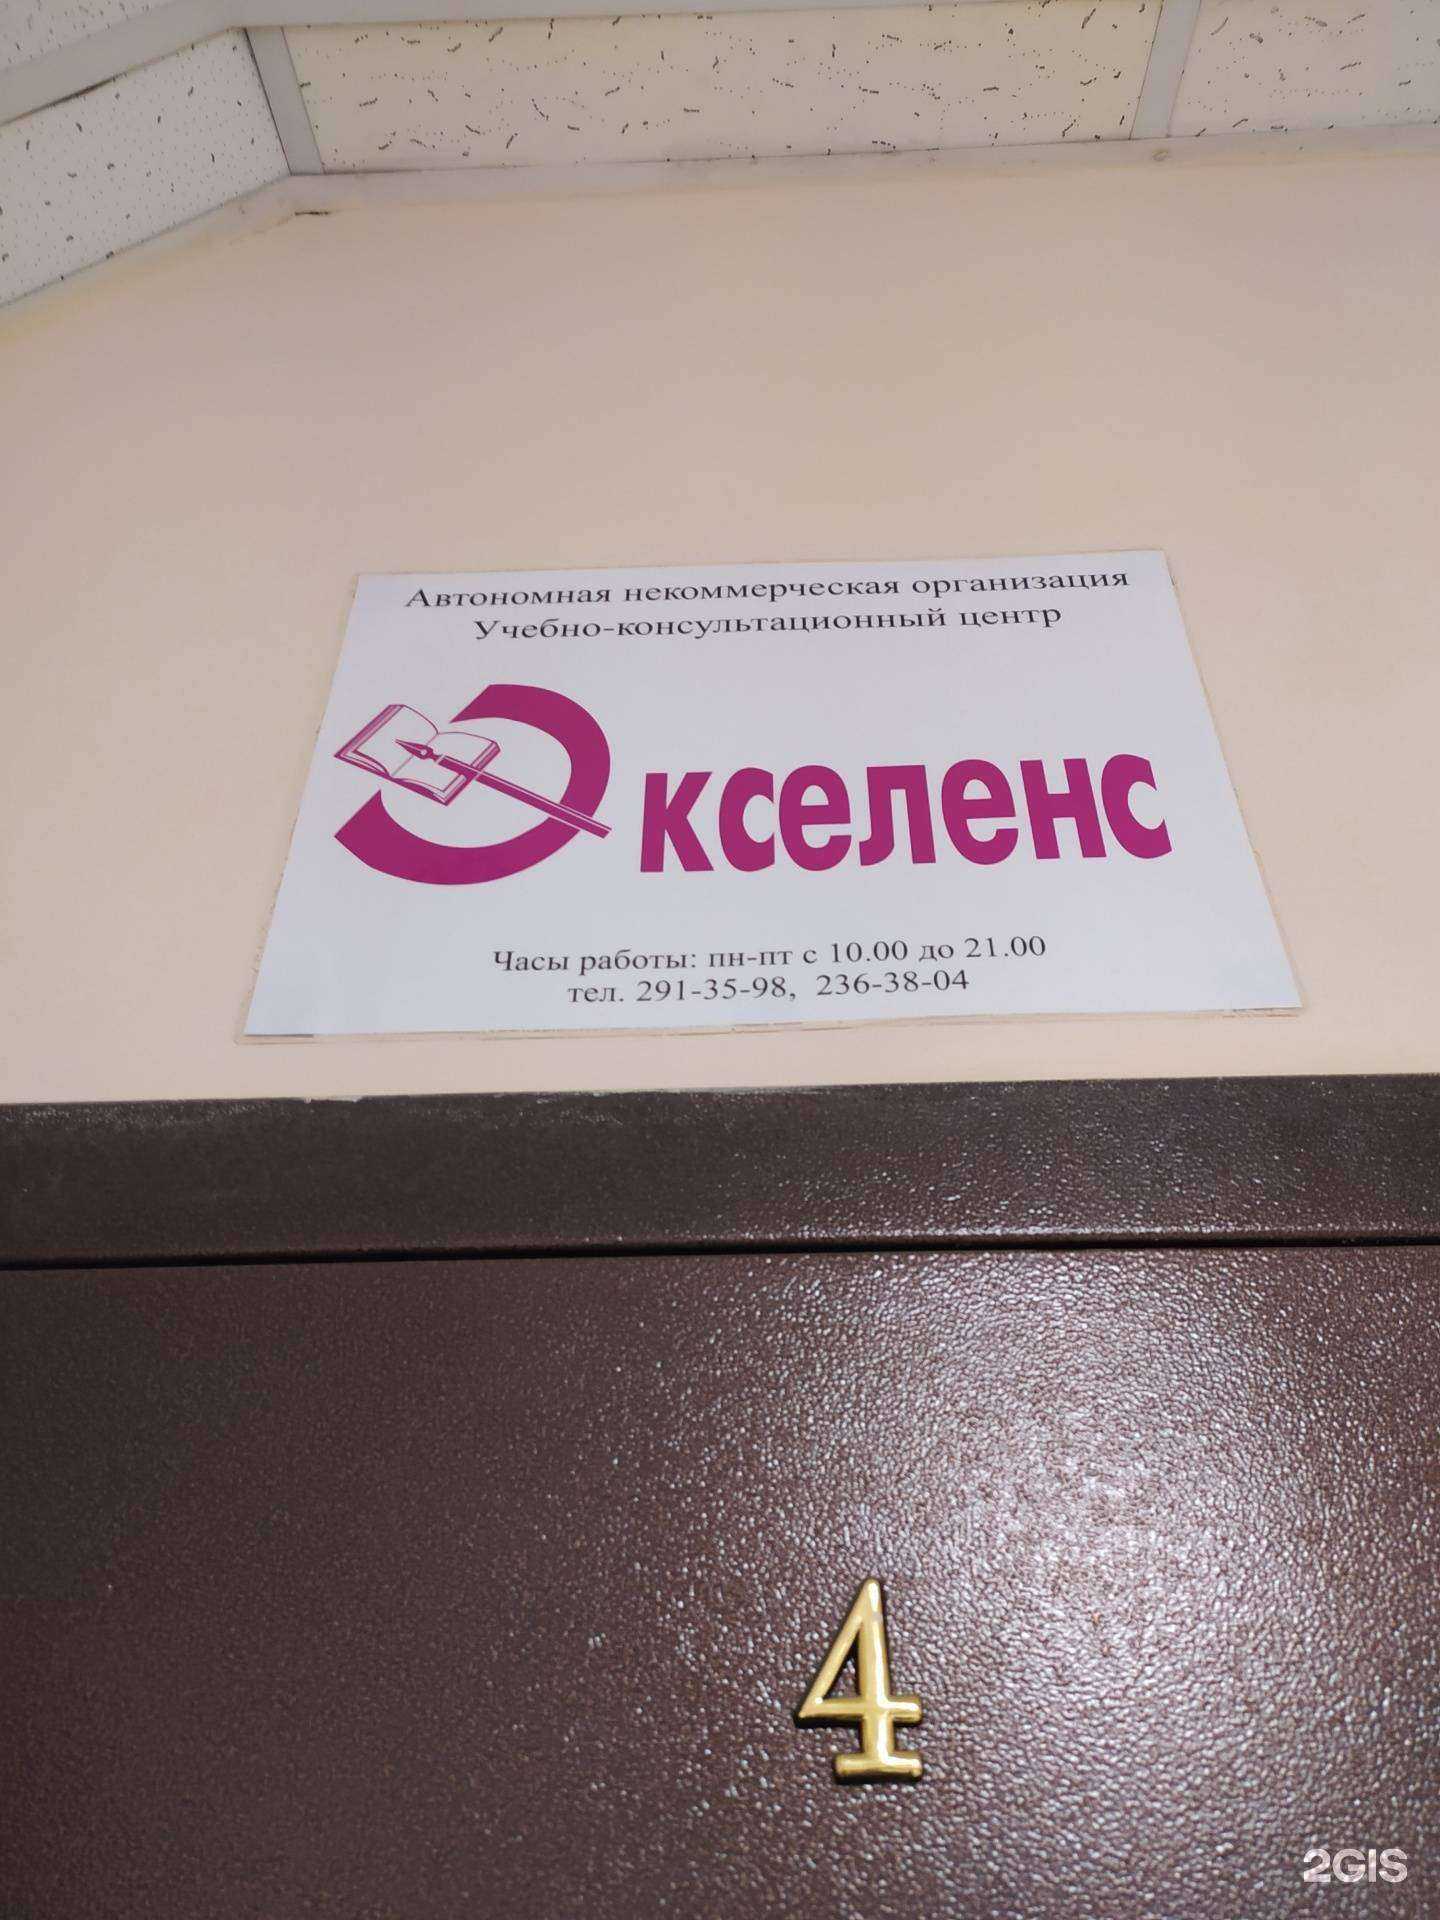 Автономная некоммерческая организация
Учебно-консультационный центр
Экселенс
Часы работы: пн-пт с 10.00 до 21.00
тел. 291-35-98, 236-38-04
4
2GIS